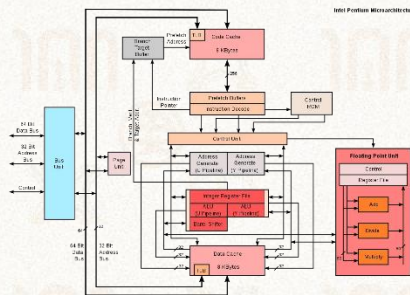 Intel Pentium Microarchitecture
TLB
Code Cache
8 KBytes
Branch
Target
Buffer
Prefetch
Address
256
Instruction
Pointer
Prefetch Buffers
Instruction Decode
Control
ROM
Branch Verif.
& Target Addr.
Control Unit
64 Bit
Data Bus
32 Bit
Address
Bus
Control
Bus
Unit
Page
Unit
Address
Generate
(U Pipeline)
Address
Generate
(V Pipeline)
Integer Register File
ALU
(U Pipeline)
ALU
(V Pipeline)
Barrel Shifter
Floating Point Unit
Control
Register File
Add
Divide
Multiply
64 Bit
Data
Bus
32 Bit
Address
Bus
Data Cache
8 KBytes
TLB
32
32
32
32